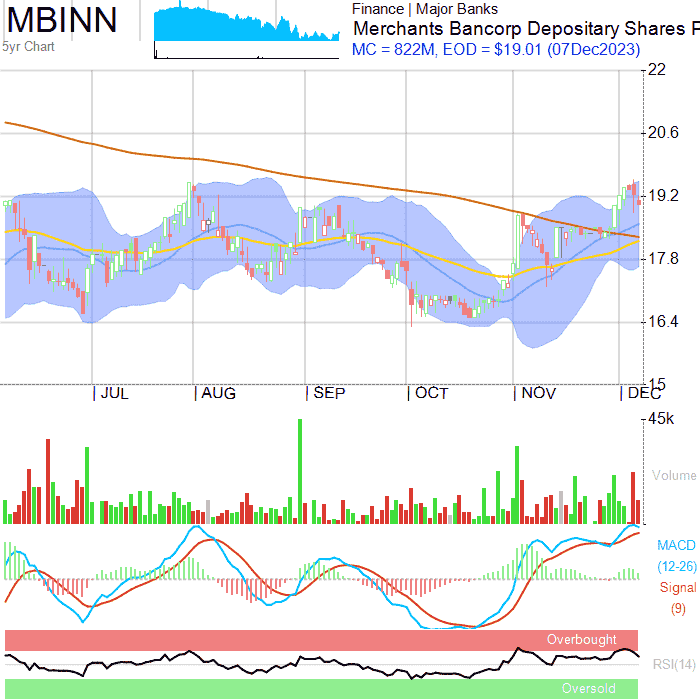 MBINN
5yr Chart
Finance | Major Banks
Merchants Bancorp Depositary Shares P
MC = 822M, EOD = $19.01 (07Dec2023)
22
20.6
19.2
17.8
16.4
15
JUL AUG SEP OCT NOV DEC
45k
Volume
MACD
(12-26)
Signal
(9)
Overbought
RSI(14)
Oversold